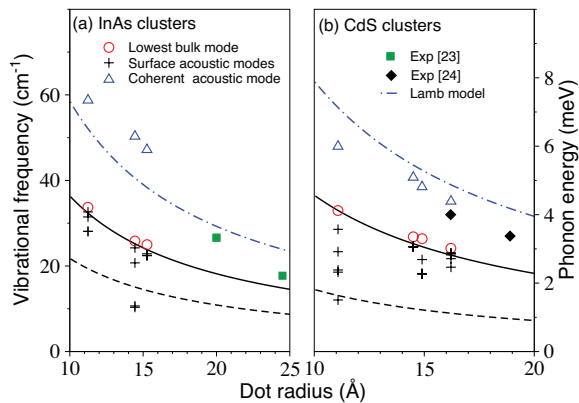 (a) InAs clusters
Lowest bulk mode
Surface acoustic modes
Coherent acoustic mode
Vibrational frequency (cm⁻¹)
80
60
40
20
0
10
15
20
25
(b) CdS clusters
Exp [23]
Exp [24]
Lamb model
10
15
20
Phonon energy (meV)
8
6
4
2
0
Dot radius (Å)